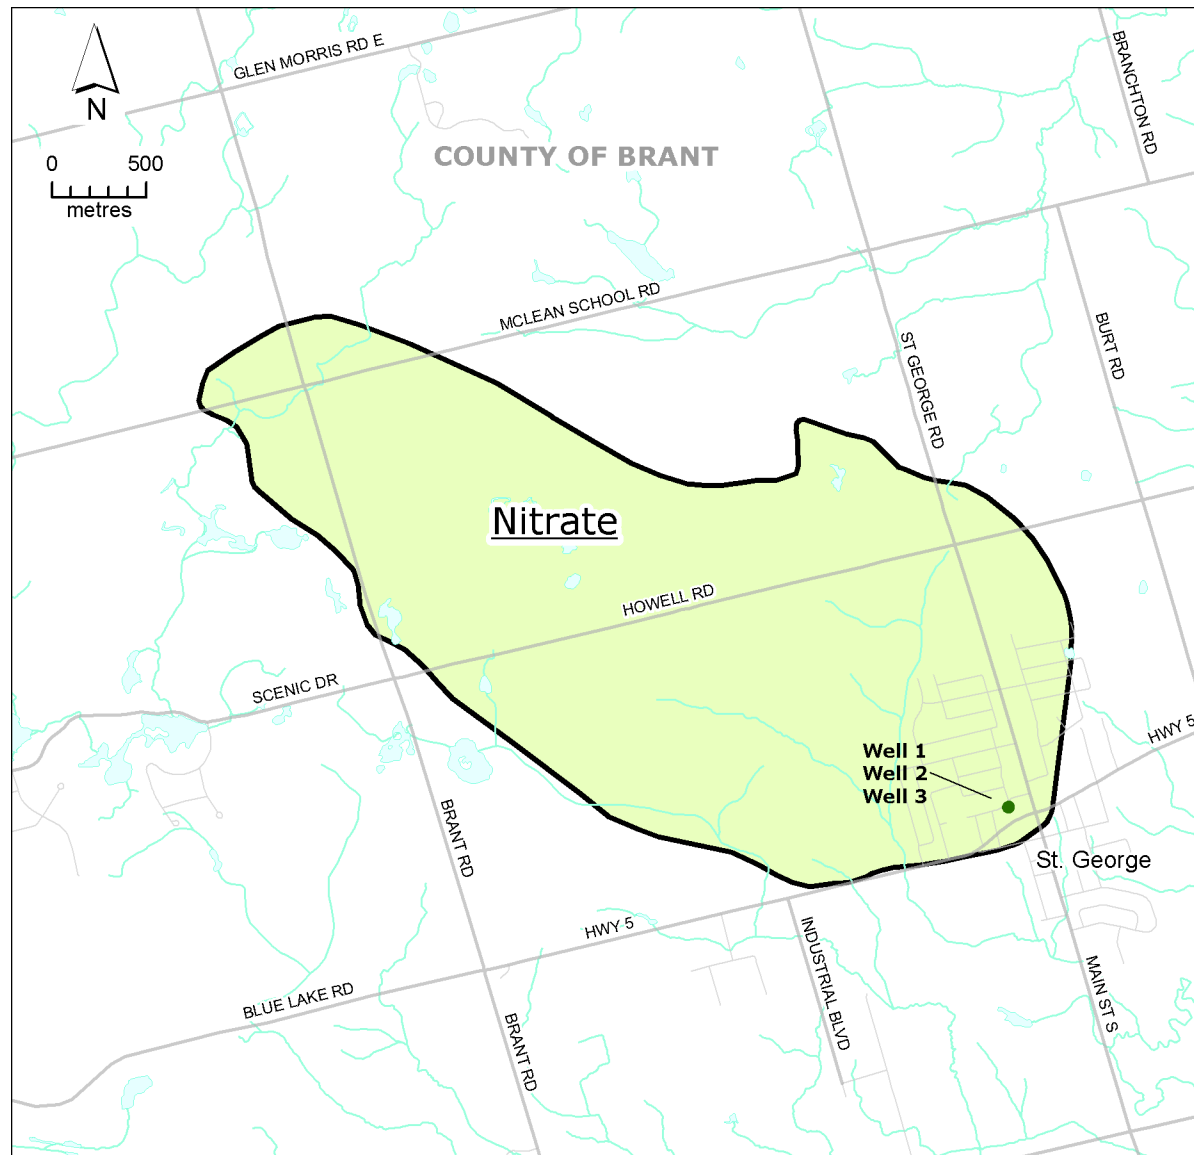 GLEN MORRIS RD E
BRANCHTON RD
N
0 500
metres
COUNTY OF BRANT
MCLEAN SCHOOL RD
ST GEORGE RD
BURT RD
Nitrate
HOWELL RD
SCENIC DR
HWY 5
Well 1
Well 2
Well 3
BRANT RD
St. George
HWY 5
INDUSTRIAL BLVD
MAIN ST S
BLUE LAKE RD
BRANT RD